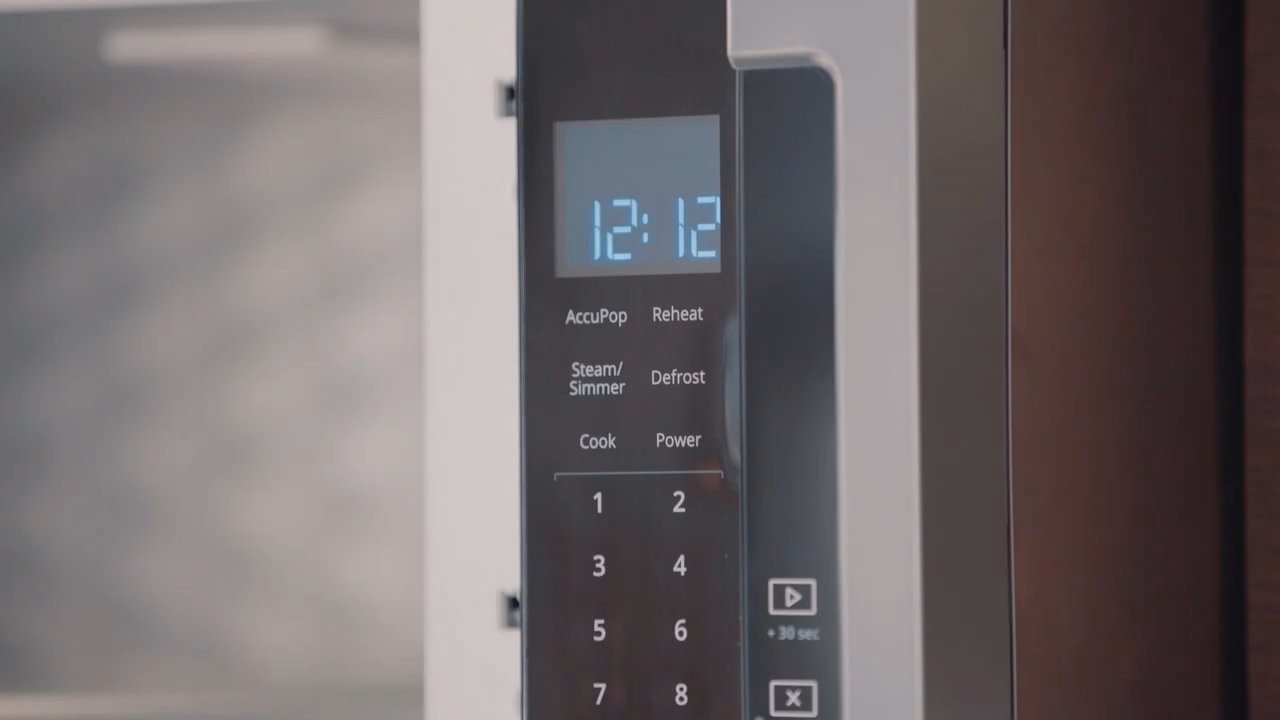 12:12
AccuPop Reheat
Steam/
Simmer Defrost
Cook Power
1 2
3 4
5 6
+ 30 sec
7 8